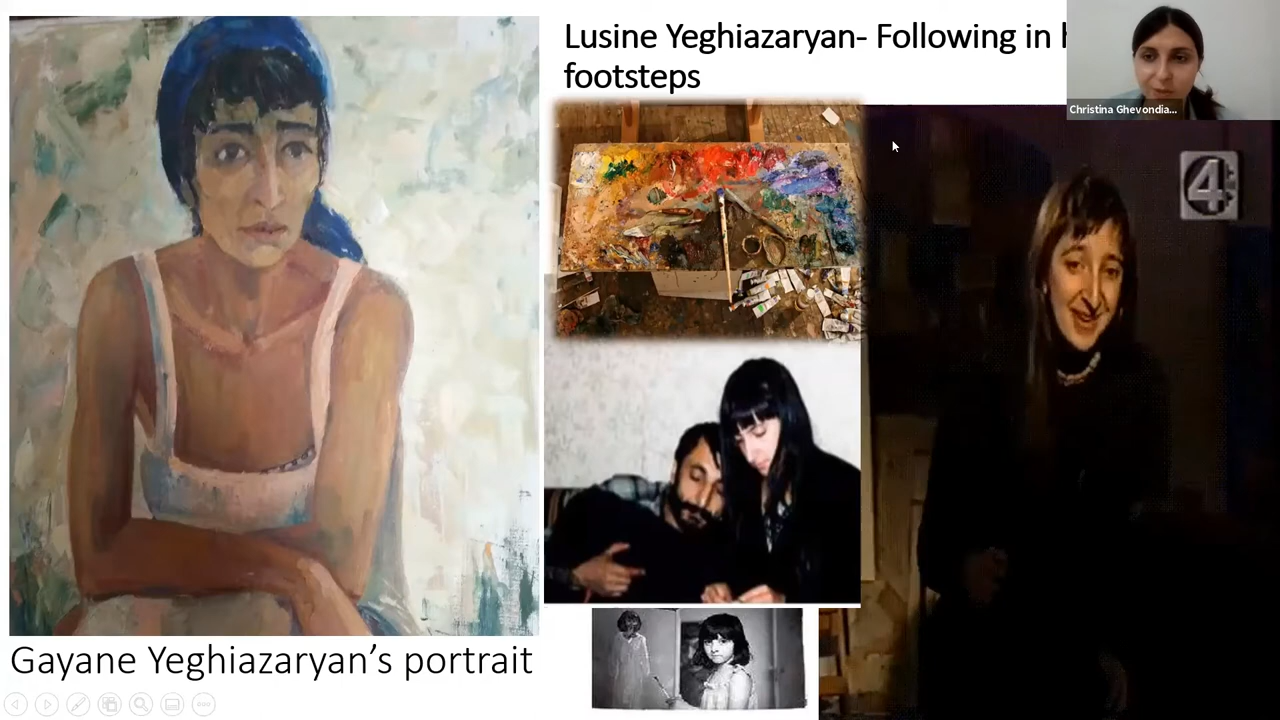 Lusine Yeghiazaryan- Following in
footsteps
Christina Ghevondia...
4
Gayane Yeghiazaryan’s portrait